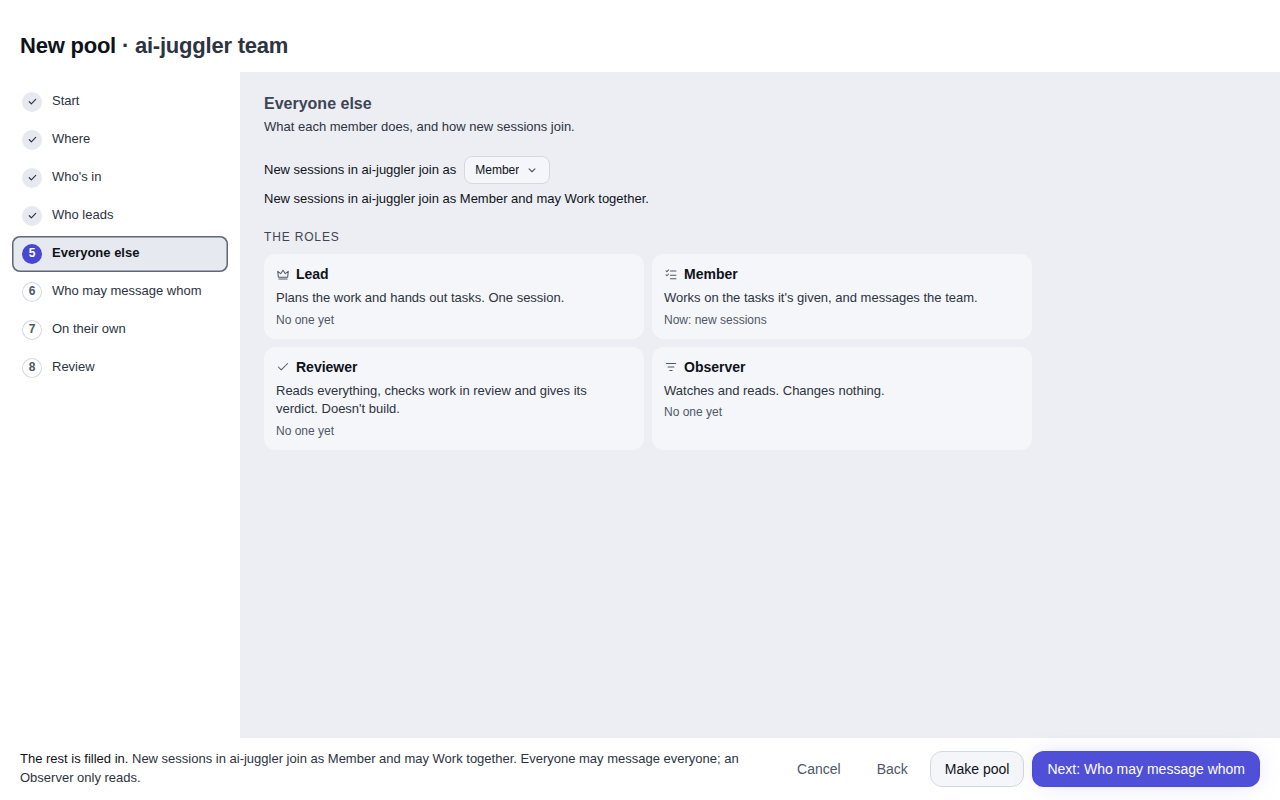 New pool · ai-juggler team
Start
Where
Who's in
Who leads
5 Everyone else
6 Who may message whom
7 On their own
8 Review
Everyone else
What each member does, and how new sessions join.
New sessions in ai-juggler join as Member
New sessions in ai-juggler join as Member and may Work together.
THE ROLES
Lead
Plans the work and hands out tasks. One session.
No one yet
Member
Works on the tasks it's given, and messages the team.
Now: new sessions
Reviewer
Reads everything, checks work in review and gives its
verdict. Doesn't build.
No one yet
Observer
Watches and reads. Changes nothing.
No one yet
The rest is filled in. New sessions in ai-juggler join as Member and may Work together. Everyone may message everyone; an
Observer only reads.
Cancel Back Make pool Next: Who may message whom